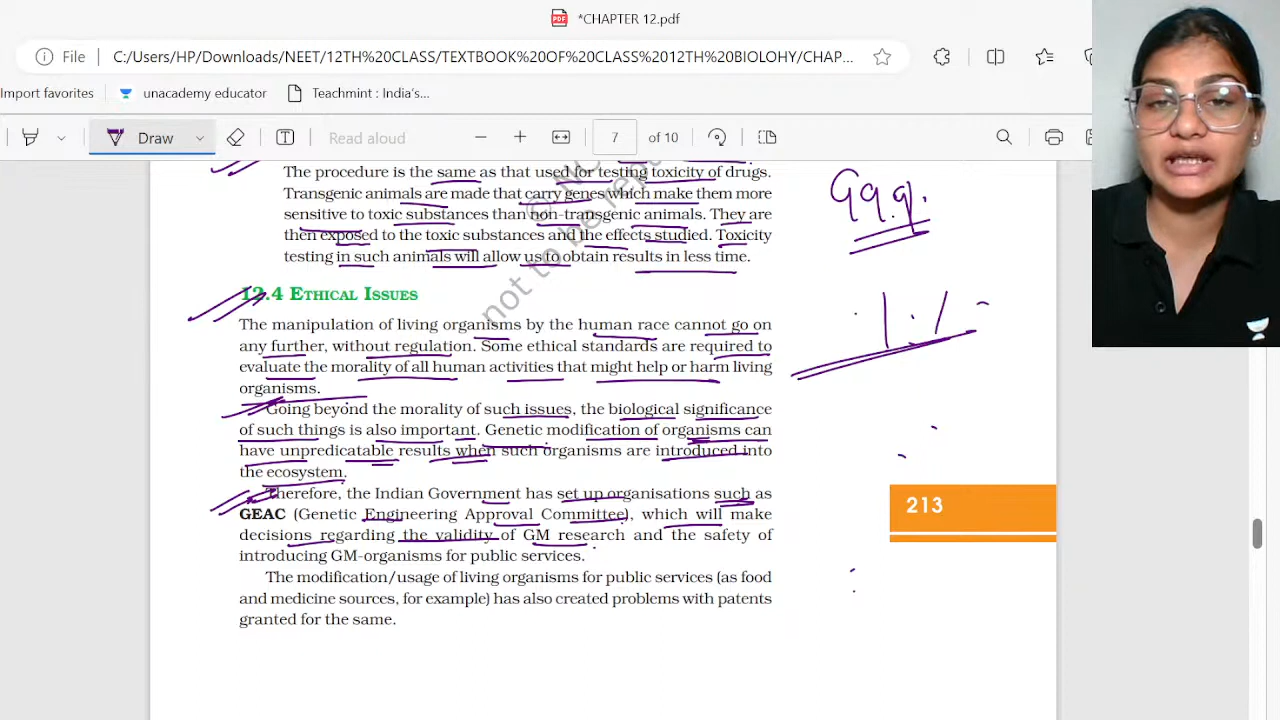 *CHAPTER 12.pdf
File C:/Users/HP/Downloads/NEET/12TH%20CLASS/TEXTBOOK%20OF%20CLASS%2012TH%20BIOLOHY/CHAP...
Import favorites unacademy educator Teachmint : India's...
Draw Read aloud 7 of 10
The procedure is the same as that used for testing toxicity of drugs.
Transgenic animals are made that carry genes which make them more
sensitive to toxic substances than non-transgenic animals. They are
then exposed to the toxic substances and the effects studied. Toxicity
testing in such animals will allow us to obtain results in less time.
12.4 ETHICAL ISSUES
The manipulation of living organisms by the human race cannot go on
any further, without regulation. Some ethical standards are required to
evaluate the morality of all human activities that might help or harm living
organisms.
Going beyond the morality of such issues, the biological significance
of such things is also important. Genetic modification of organisms can
have unpredicatable results when such organisms are introduced into
the ecosystem.
Therefore, the Indian Government has set up organisations such as
GEAC (Genetic Engineering Approval Committee), which will make
decisions regarding the validity of GM research and the safety of
introducing GM-organisms for public services.
The modification/usage of living organisms for public services (as food
and medicine sources, for example) has also created problems with patents
granted for the same.
not to be rep
99.9.
213